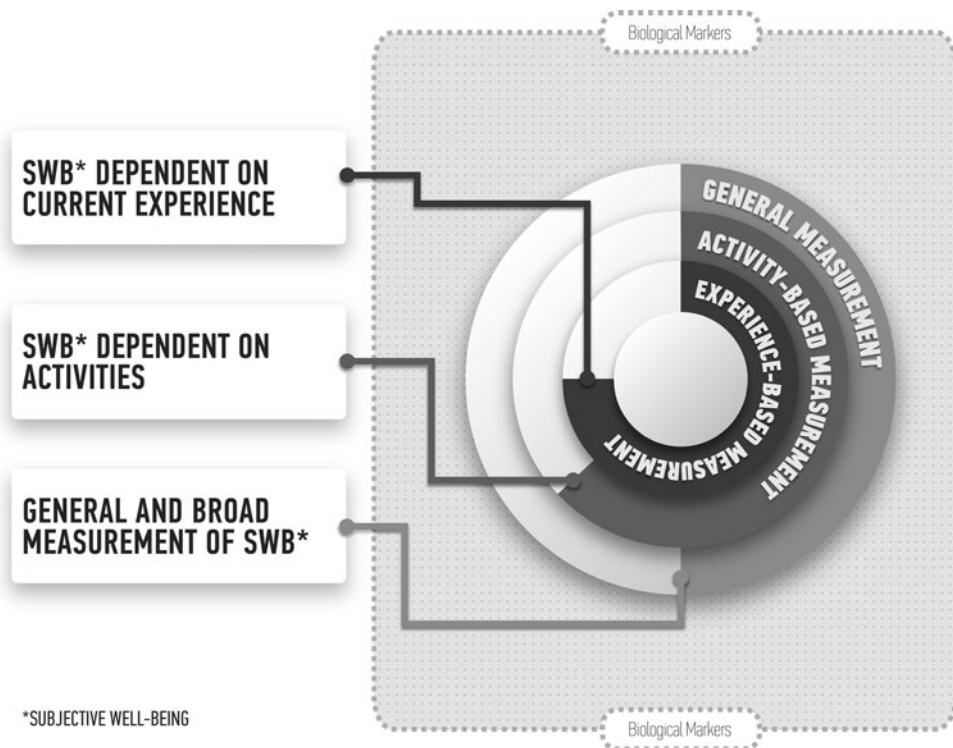 Biological Markers
SWB* DEPENDENT ON
CURRENT EXPERIENCE
SWB* DEPENDENT ON
ACTIVITIES
GENERAL AND BROAD
MEASUREMENT OF SWB*
GENERAL MEASUREMENT
ACTIVITY-BASED MEASUREMENT
EXPERIENCE-BASED MEASUREMENT
*SUBJECTIVE WELL-BEING
Biological Markers